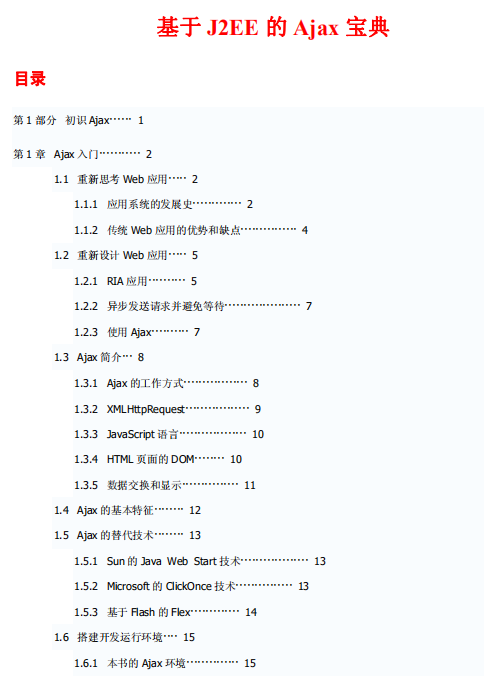 基于 J2EE 的 Ajax 宝典
目录
第 1 部分 初识 Ajax…… 1
第 1 章 Ajax 入门………… 2
1.1 重新思考 Web 应用…… 2
1.1.1 应用系统的发展史………… 2
1.1.2 传统 Web 应用的优势和缺点…………… 4
1.2 重新设计 Web 应用…… 5
1.2.1 RIA 应用……… 5
1.2.2 异步发送请求并避免等待………………… 7
1.2.3 使用 Ajax……… 7
1.3 Ajax 简介… 8
1.3.1 Ajax 的工作方式……………… 8
1.3.2 XMLHttpRequest……………… 9
1.3.3 JavaScript 语言……………… 10
1.3.4 HTML 页面的 DOM……… 10
1.3.5 数据交换和显示…………… 11
1.4 Ajax 的基本特征……… 12
1.5 Ajax 的替代技术……… 13
1.5.1 Sun 的 Java Web Start 技术……………… 13
1.5.2 Microsoft 的 ClickOnce 技术…………… 13
1.5.3 基于 Flash 的 Flex………… 14
1.6 搭建开发运行环境…… 15
1.6.1 本书的 Ajax 环境…………… 15